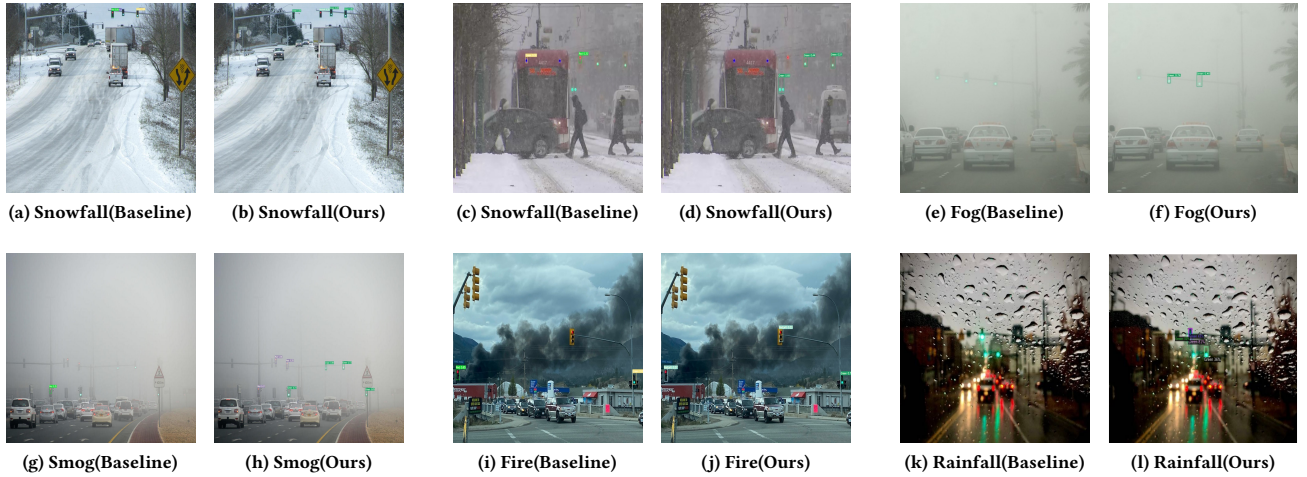 (a) Snowfall(Baseline)
(b) Snowfall(Ours)
(c) Snowfall(Baseline)
(d) Snowfall(Ours)
(e) Fog(Baseline)
(f) Fog(Ours)
(g) Smog(Baseline)
(h) Smog(Ours)
(i) Fire(Baseline)
(j) Fire(Ours)
(k) Rainfall(Baseline)
(l) Rainfall(Ours)